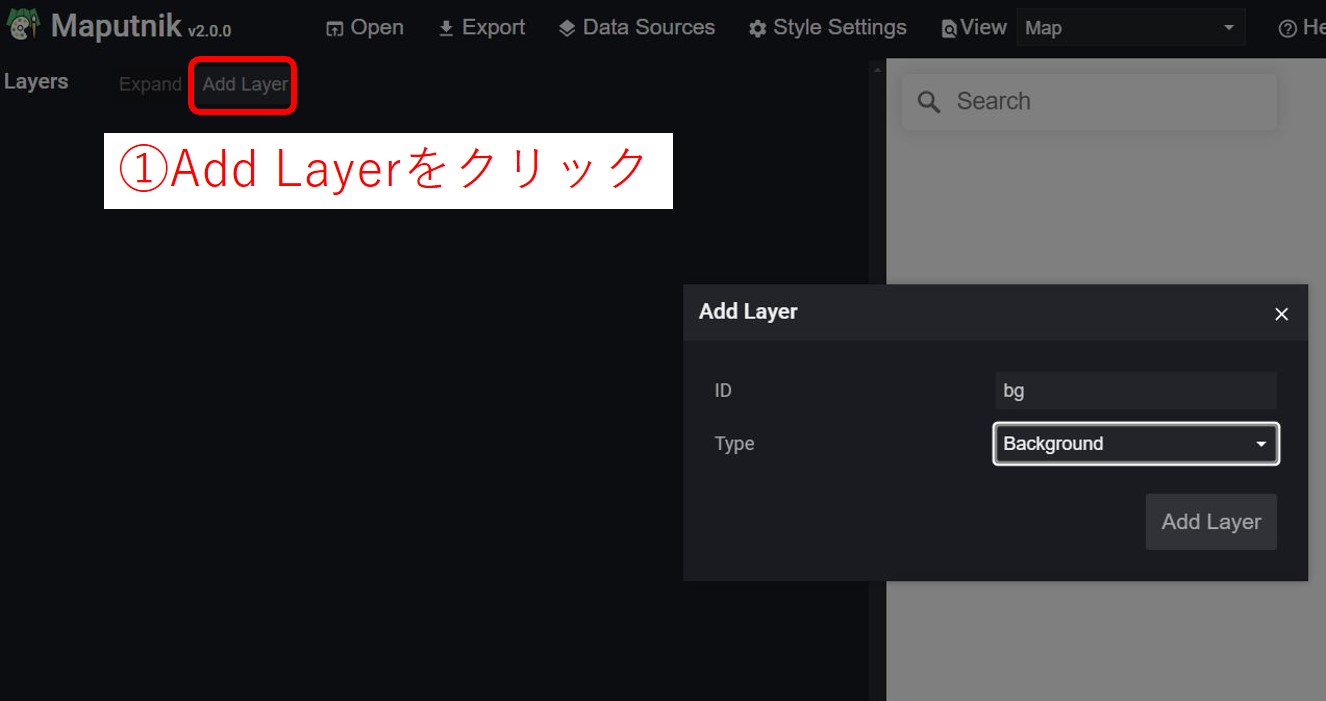 Maputnik v2.0.0 Open Export Data Sources Style Settings View Map He
Layers Expand Add Layer
Search
①Add Layerをクリック
Add Layer
ID bg
Type Background
Add Layer